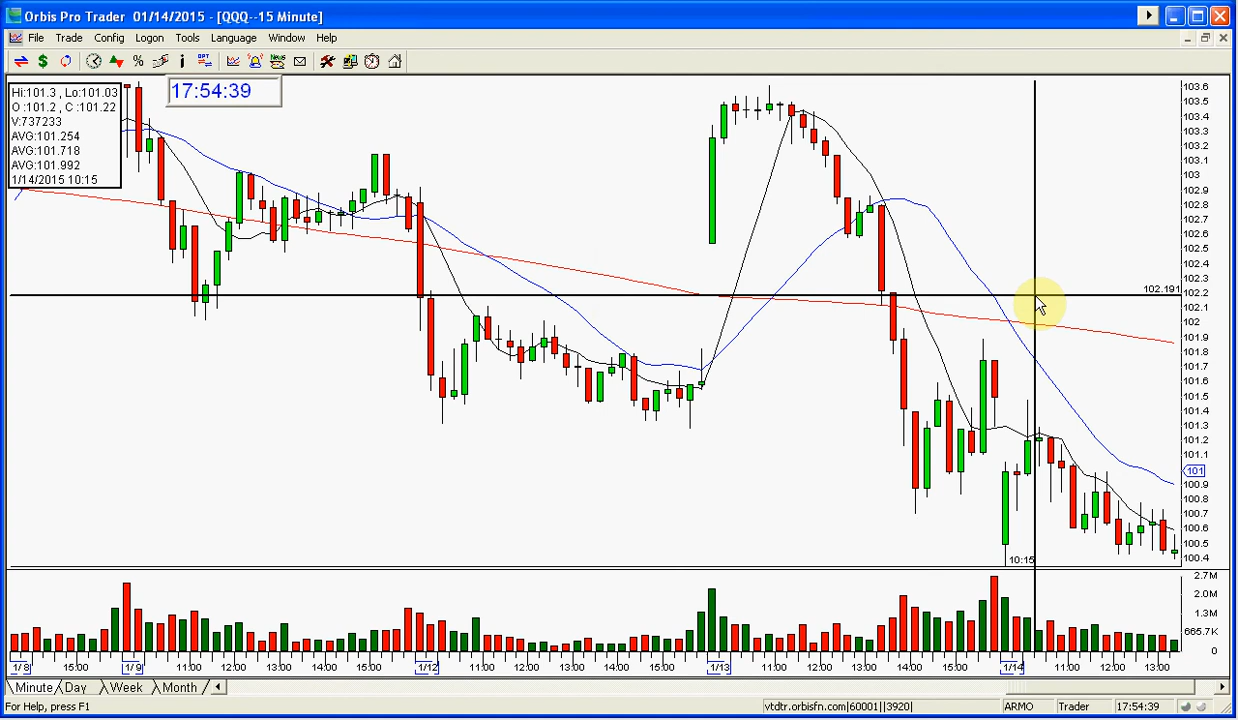 Orbis Pro Trader 01/14/2015 - [QQQ--15 Minute]
File Trade Config Logon Tools Language Window Help
17:54:39
Hi:101.3 , Lo:101.03
O :101.2 , C :101.22
V:737233
AVG:101.254
AVG:101.718
AVG:101.992
1/14/2015 10:15
103.6
103.5
103.4
103.3
103.2
103.1
103
102.9
102.8
102.7
102.6
102.5
102.4
102.3
102.191
102.2
102.1
102
101.9
101.8
101.7
101.6
101.5
101.4
101.3
101.2
101.1
101
100.9
100.8
100.7
100.6
100.5
100.4
10:15
2.7M
2.0M
1.3M
665.7K
0
1/8 15:00 1/9 11:00 12:00 13:00 14:00 15:00 1/12 11:00 12:00 13:00 14:00 15:00 1/13 11:00 12:00 13:00 14:00 15:00 1/14 11:00 12:00 13:00
Minute Day Week Month
For Help, press F1 vtdtr.orbisfn.com|60001||3920| ARMO Trader 17:54:39